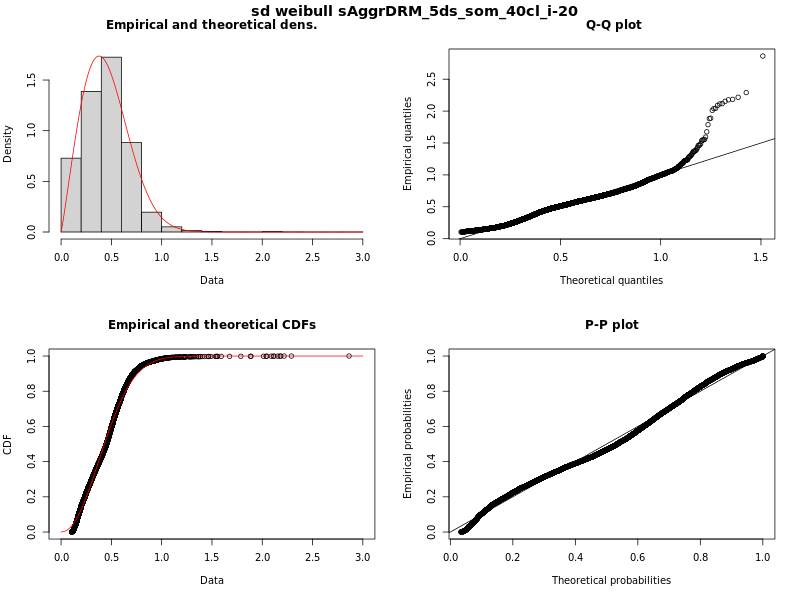 sd weibull sAggrDRM_5ds_som_40cl_i-20
Empirical and theoretical dens.
Density
0.0 0.5 1.0 1.5
0.0 0.5 1.0 1.5 2.0 2.5 3.0
Data
Q-Q plot
Empirical quantiles
0.0 0.5 1.0 1.5 2.0 2.5
0.0 0.5 1.0 1.5
Theoretical quantiles
Empirical and theoretical CDFs
CDF
0.0 0.2 0.4 0.6 0.8 1.0
0.0 0.5 1.0 1.5 2.0 2.5 3.0
Data
P-P plot
Empirical probabilities
0.0 0.2 0.4 0.6 0.8 1.0
0.0 0.2 0.4 0.6 0.8 1.0
Theoretical probabilities